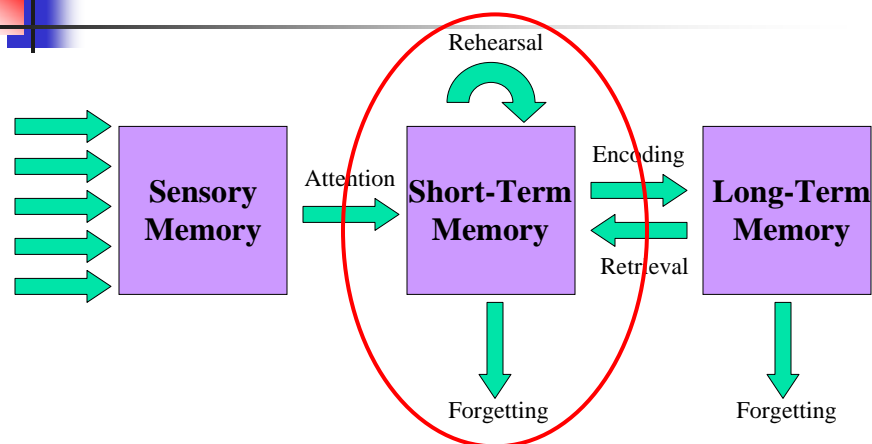 Rehearsal
Sensory
Memory
Attention
Short-Term
Memory
Encoding
Retrieval
Long-Term
Memory
Forgetting
Forgetting